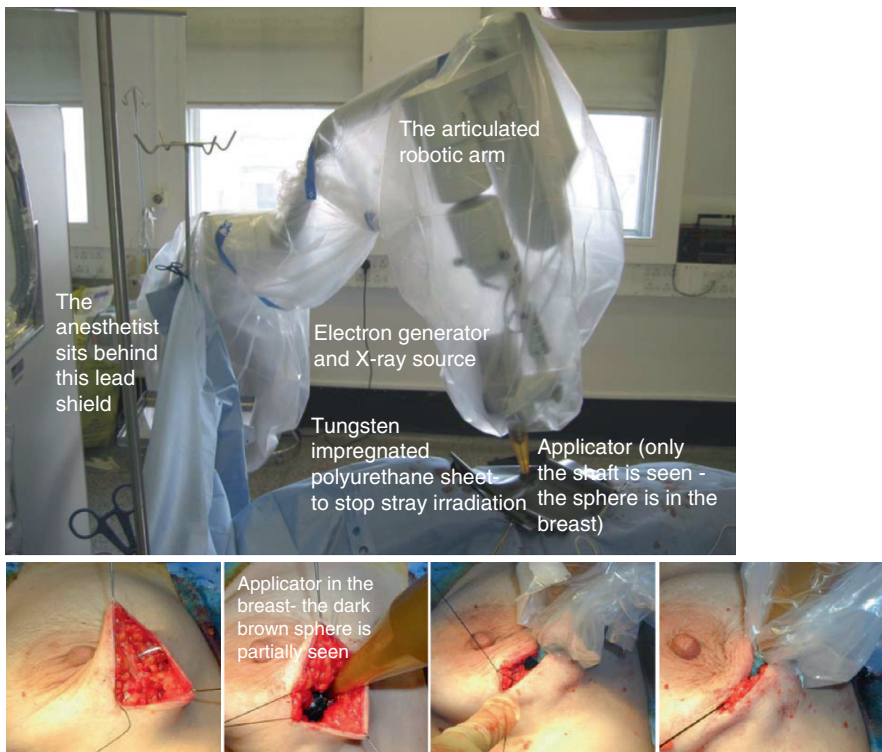 The articulated
robotic arm
The
anesthetist
sits behind
this lead
shield
Electron generator
and X-ray source
Tungsten
impregnated
polyurethane sheet-
to stop stray irradiation
Applicator (only
the shaft is seen -
the sphere is in the
breast)
Applicator in the
breast- the dark
brown sphere is
partially seen